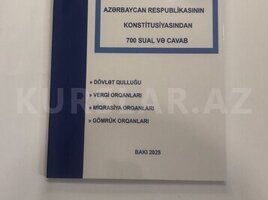 AZƏRBAYCAN RESPUBLİKASININ
KONSTİTUSİYASINDAN
700 SUAL VƏ CAVAB
» DÖVLƏT QULLUĞU
» VERGİ ORQANLARI
» MİQRASİYA ORQANLARI
» GÖMRÜK ORQANLARI
BAKI 2025